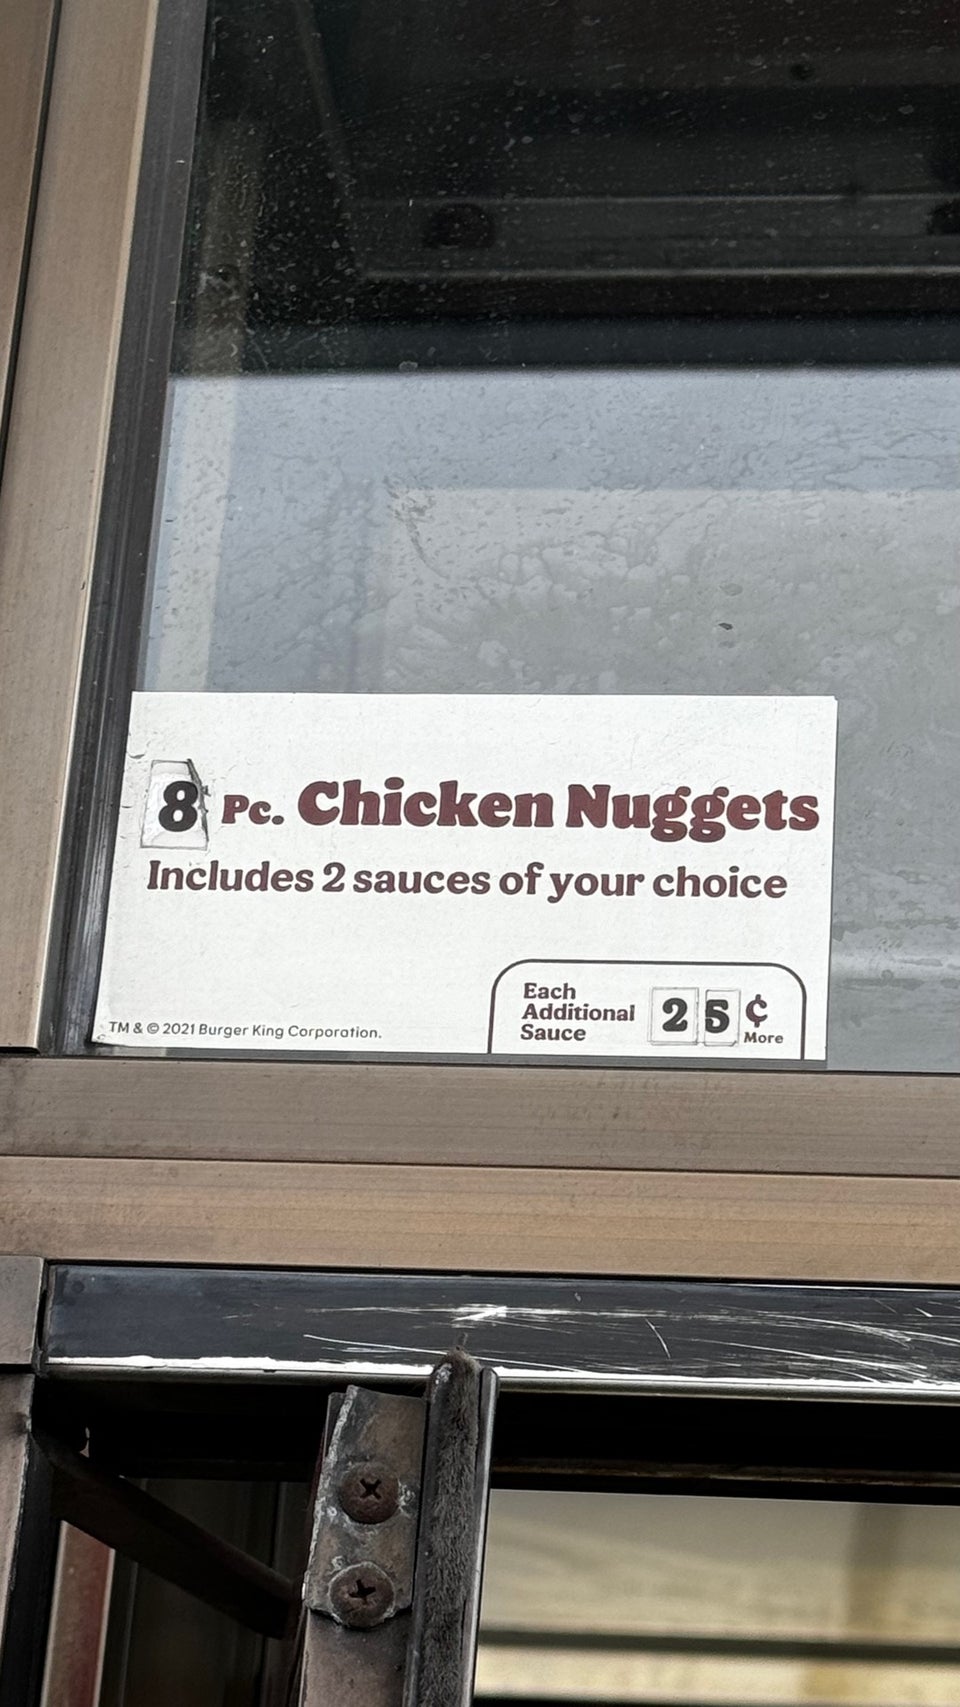 8 Pc. Chicken Nuggets
Includes 2 sauces of your choice
Each
Additional
Sauce
25¢
More
TM & © 2021 Burger King Corporation.